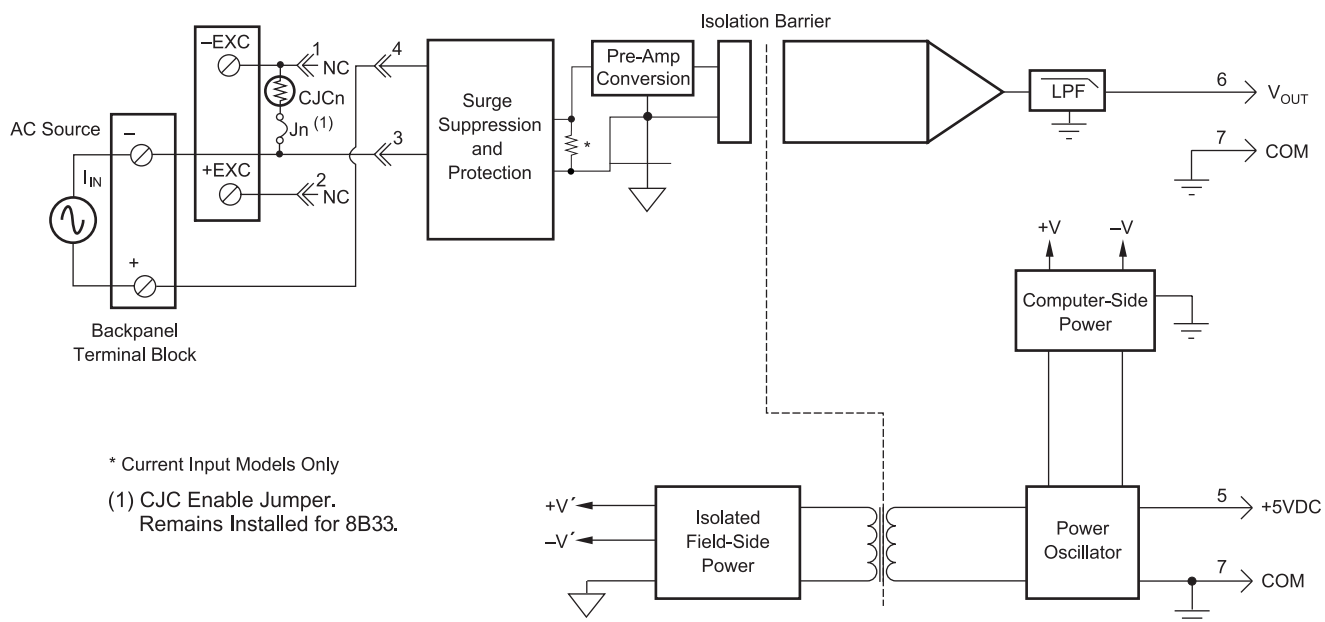 Isolation Barrier
–EXC
1
NC
4
CJCn
Jn (1)
AC Source
–
3
+EXC
2
NC
I IN
+
Backpanel
Terminal Block
Surge
Suppression
and
Protection
Pre-Amp
Conversion
*
LPF
6
VOUT
7
COM
+V
–V
Computer-Side
Power
* Current Input Models Only
(1) CJC Enable Jumper.
Remains Installed for 8B33.
+V´
–V´
Isolated
Field-Side
Power
Power
Oscillator
5
+5VDC
7
COM